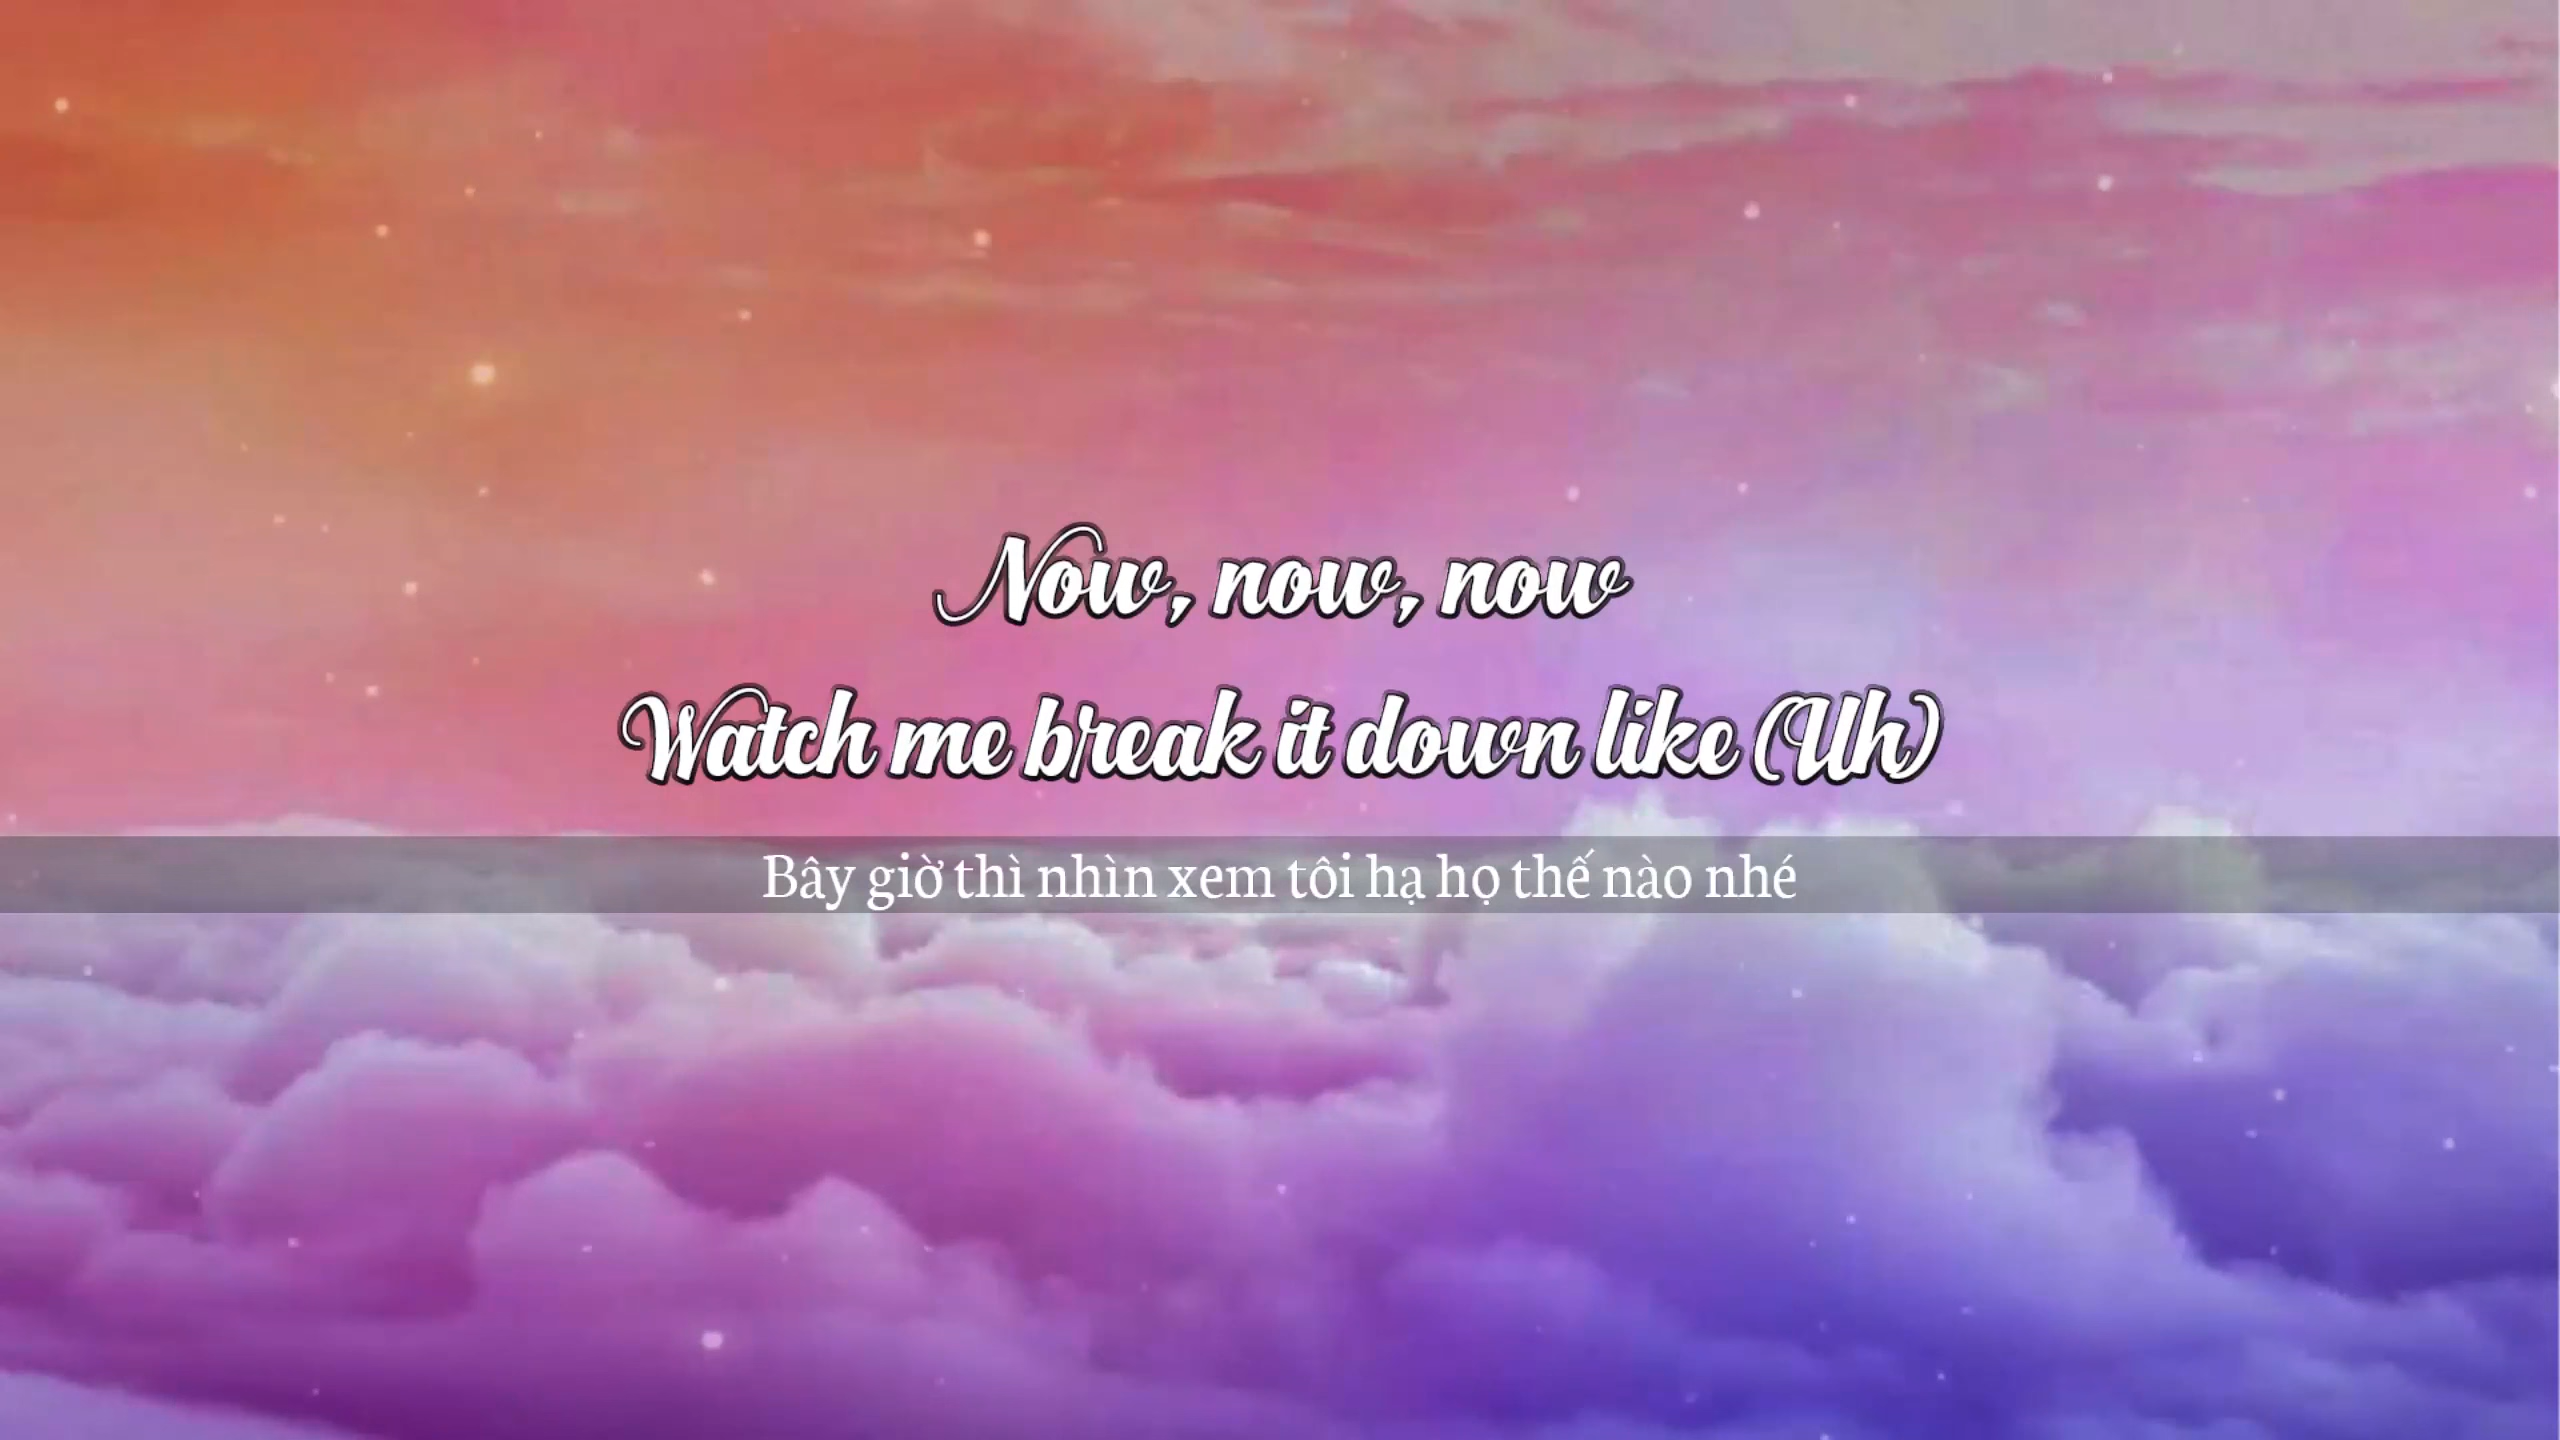 Now, now, now
Watch me break it down like (Uh)
Bây giờ thì nhìn xem tôi hạ họ thế nào nhé